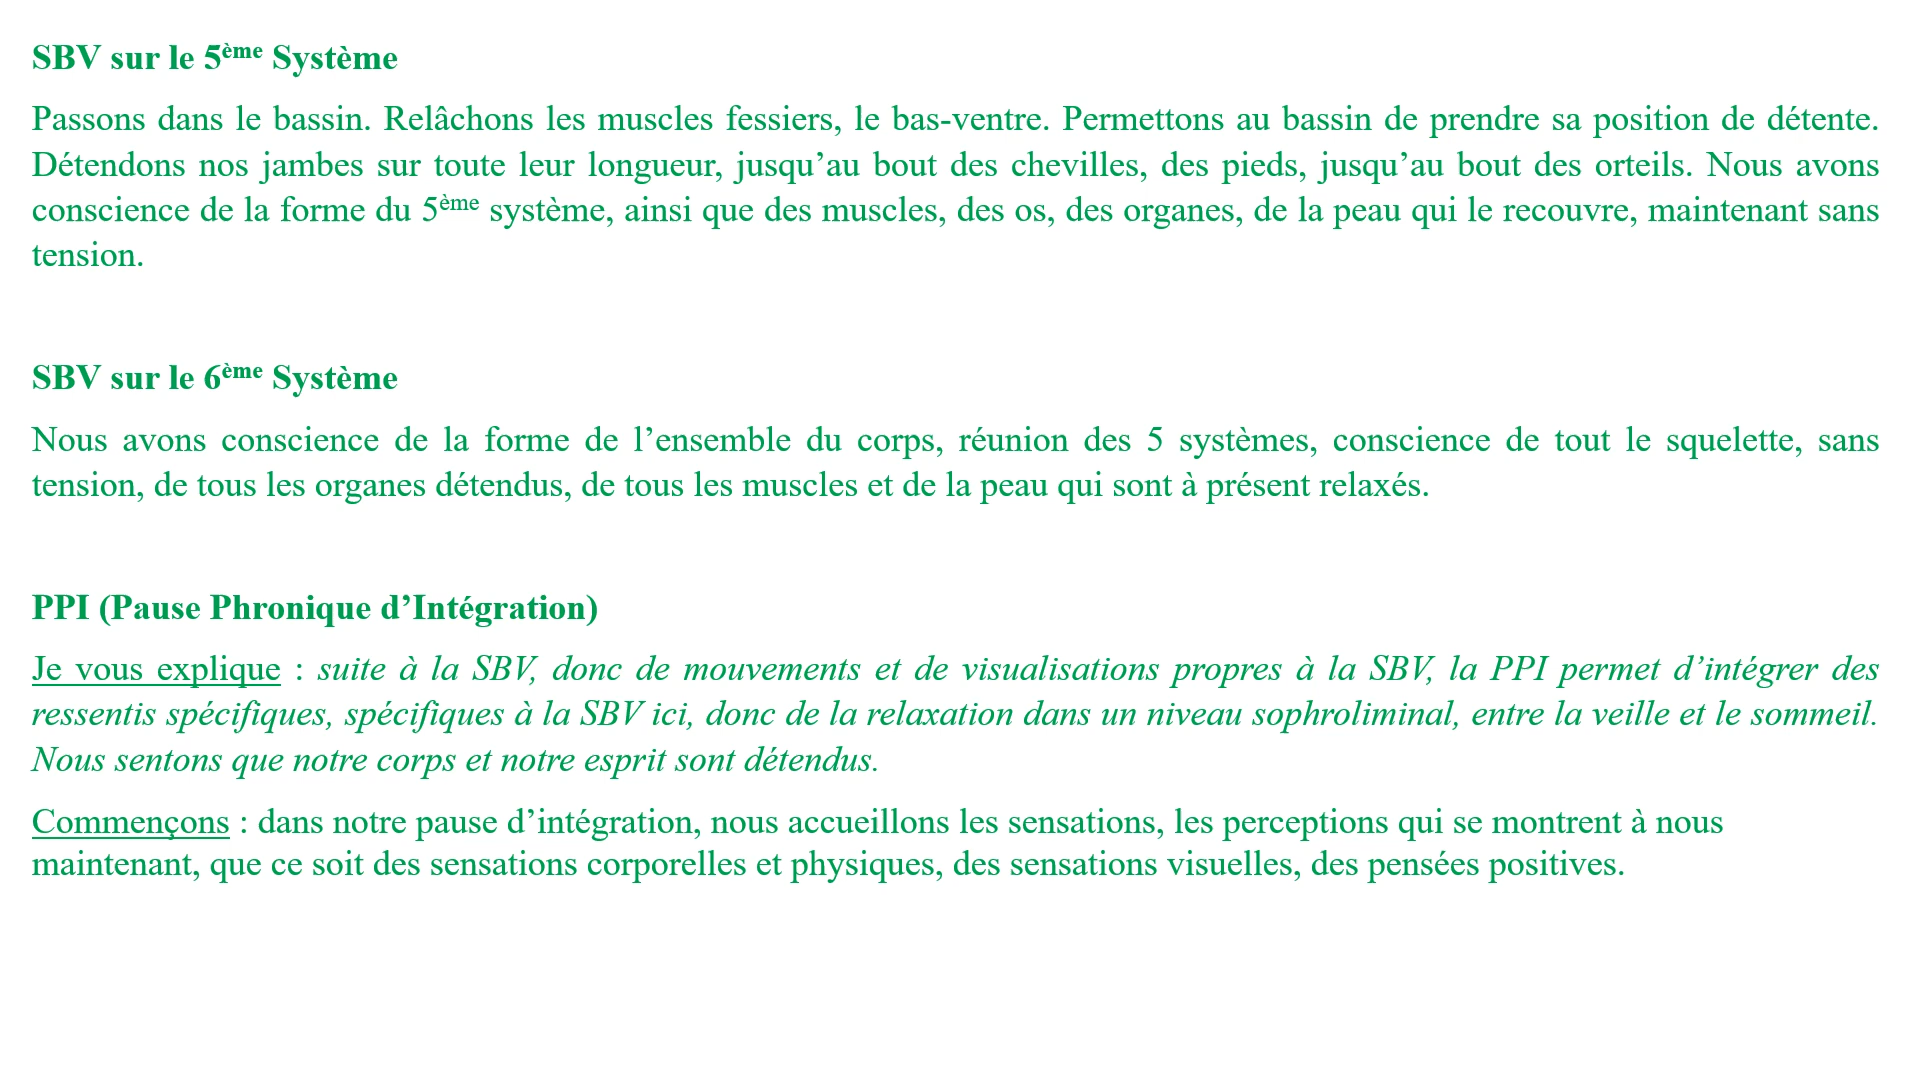 SBV sur le 5ème Système
Passons dans le bassin. Relâchons les muscles fessiers, le bas-ventre. Permettons au bassin de prendre sa position de détente.
Détendons nos jambes sur toute leur longueur, jusqu’au bout des chevilles, des pieds, jusqu’au bout des orteils. Nous avons
conscience de la forme du 5ème système, ainsi que des muscles, des os, des organes, de la peau qui le recouvre, maintenant sans
tension.
SBV sur le 6ème Système
Nous avons conscience de la forme de l’ensemble du corps, réunion des 5 systèmes, conscience de tout le squelette, sans
tension, de tous les organes détendus, de tous les muscles et de la peau qui sont à présent relaxés.
PPI (Pause Phronique d’Intégration)
Je vous explique : suite à la SBV, donc de mouvements et de visualisations propres à la SBV, la PPI permet d’intégrer des
ressentis spécifiques, spécifiques à la SBV ici, donc de la relaxation dans un niveau sophroliminal, entre la veille et le sommeil.
Nous sentons que notre corps et notre esprit sont détendus.
Commençons : dans notre pause d’intégration, nous accueillons les sensations, les perceptions qui se montrent à nous
maintenant, que ce soit des sensations corporelles et physiques, des sensations visuelles, des pensées positives.